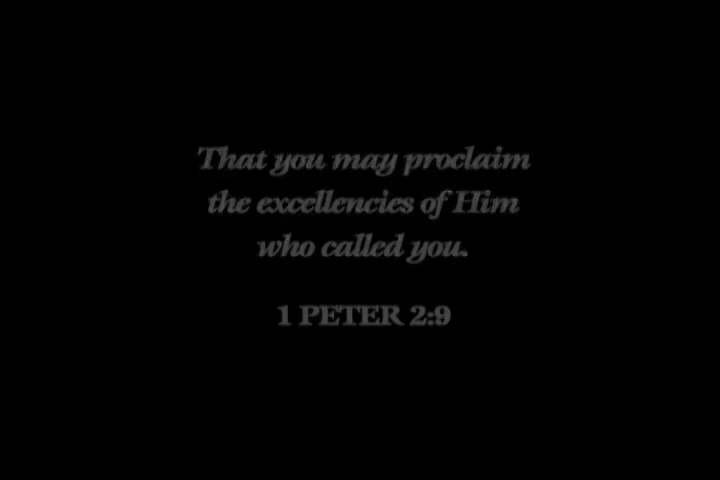 That you may proclaim
the excellencies of Him
who called you.
1 PETER 2:9